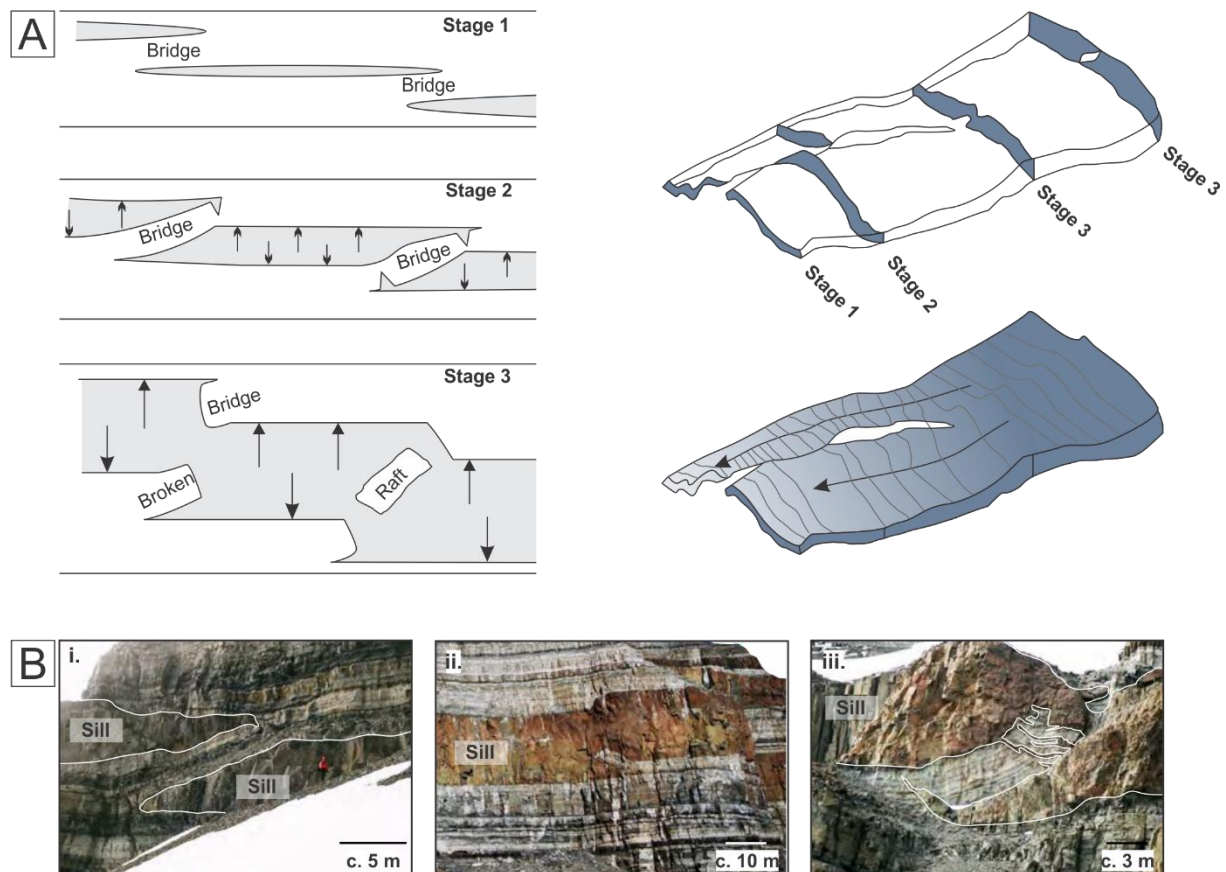 A
Stage 1
Bridge
Bridge
Stage 2
Bridge
Bridge
Stage 3
Bridge
Broken
Raft
Stage 1
Stage 2
Stage 3
Stage 3
B
i.
Sill
Sill
c. 5 m
ii.
Sill
c. 10 m
iii.
Sill
c. 3 m